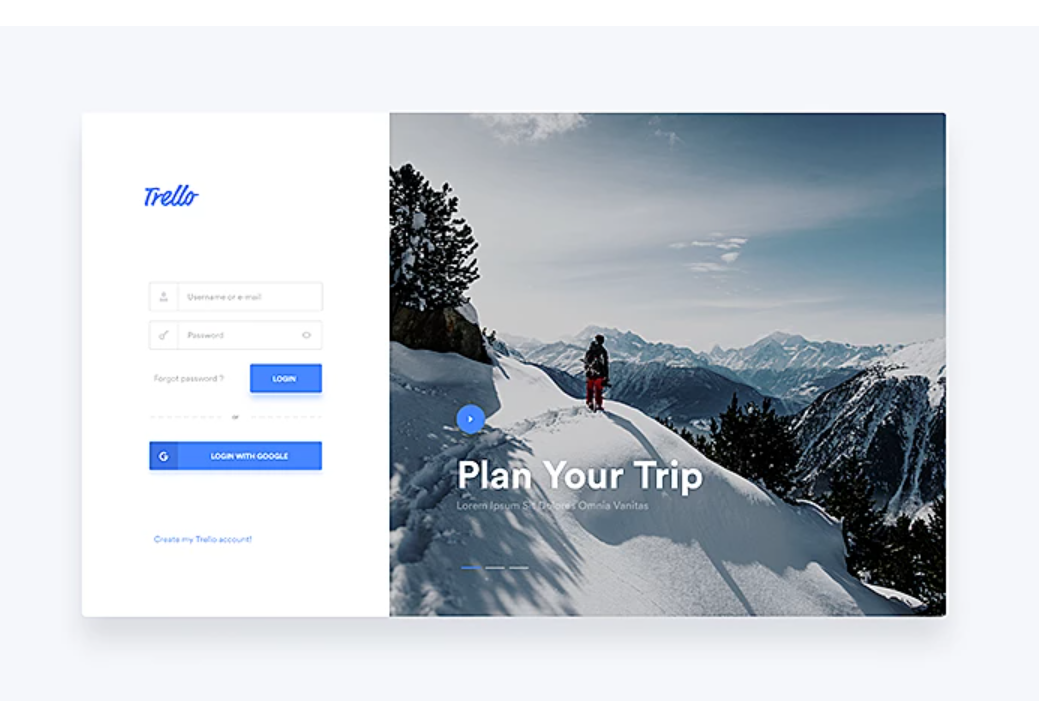 Trello
Username or e-mail
Password
Forgot password ?
LOGIN
or
G
LOGIN WITH GOOGLE
Create my Trello account!
Plan Your Trip
Lorem Ipsum Sit Dolores Omnia Vanitas